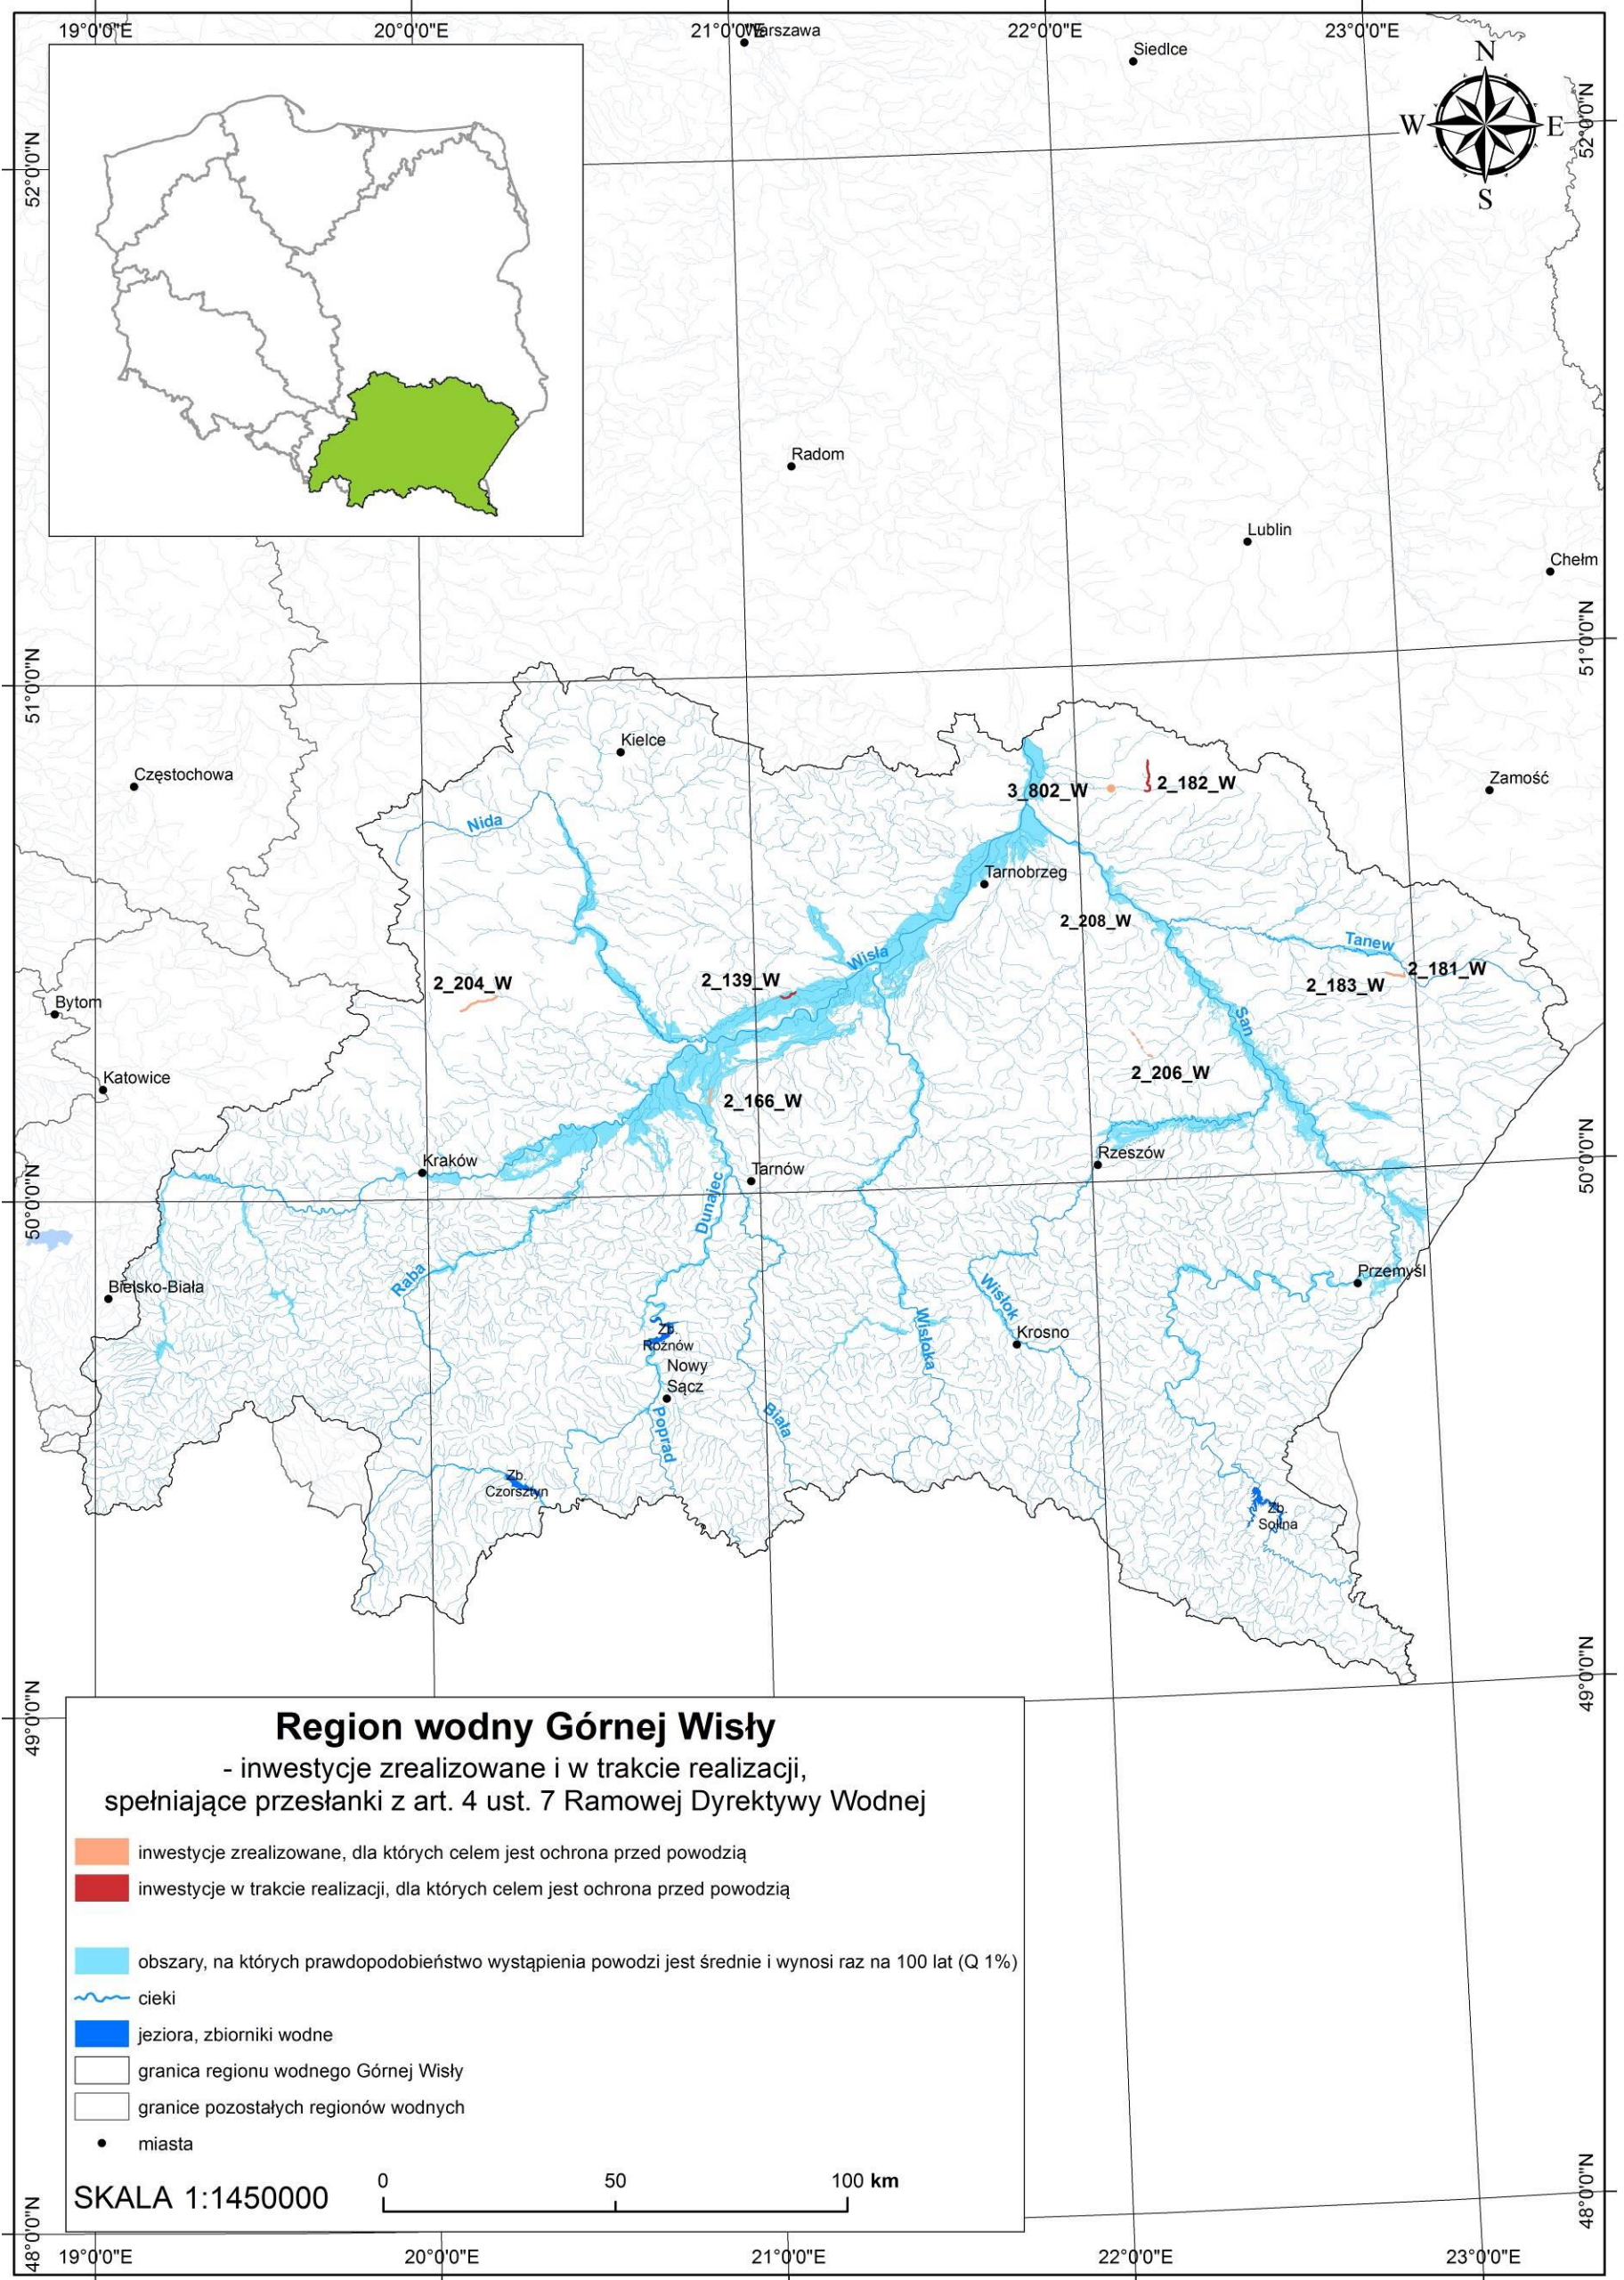 19°0'0"E
20°0'0"E
21°0'0"E
22°0'0"E
23°0'0"E
Warszawa
Siedlce
N
W
E
S
52°0'0"N
52°0'0"N
Radom
Lublin
Chełm
51°0'0"N
51°0'0"N
Kielce
Częstochowa
Zamość
3_802_W
2_182_W
Nida
Tarnobrzeg
2_208_W
Tanew
Wisła
2_181_W
2_204_W
2_139_W
2_183_W
Bytom
San
Katowice
2_206_W
2_166_W
Rzeszów
Kraków
Tarnów
50°0'0"N
50°0'0"N
Dunajec
Raba
Bielsko-Biała
Przemyśl
Wisłok
Zb.
Rożnów
Krosno
Wisłoka
Nowy
Sącz
Poprad
Biała
Zb.
Czorsztyn
Zb.
Solina
49°0'0"N
49°0'0"N
Region wodny Górnej Wisły
- inwestycje zrealizowane i w trakcie realizacji,
spełniające przesłanki z art. 4 ust. 7 Ramowej Dyrektywy Wodnej
inwestycje zrealizowane, dla których celem jest ochrona przed powodzią
inwestycje w trakcie realizacji, dla których celem jest ochrona przed powodzią
obszary, na których prawdopodobieństwo wystąpienia powodzi jest średnie i wynosi raz na 100 lat (Q 1%)
cieki
jeziora, zbiorniki wodne
granica regionu wodnego Górnej Wisły
granice pozostałych regionów wodnych
miasta
SKALA 1:1450000
0 50 100 km
48°0'0"N
48°0'0"N
19°0'0"E
20°0'0"E
21°0'0"E
22°0'0"E
23°0'0"E